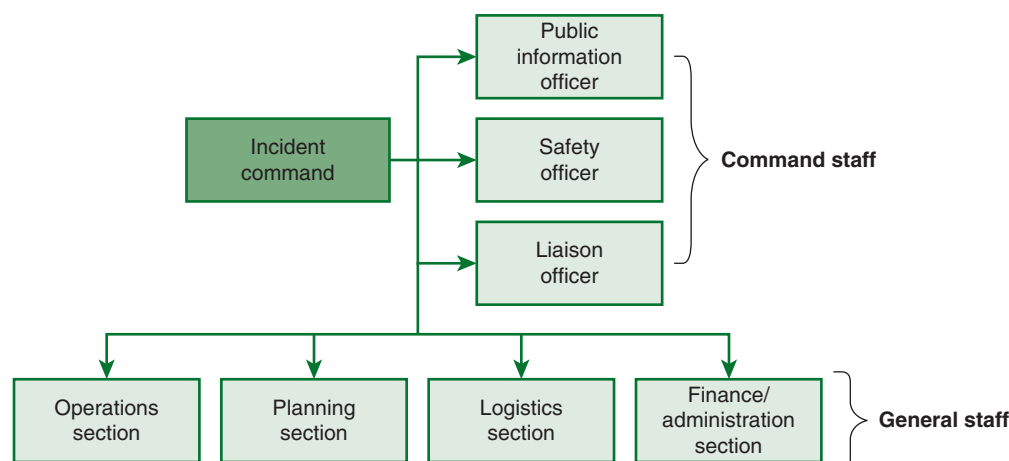 Public
information
officer
Incident
command
Safety
officer
Command staff
Liaison
officer
Operations
section
Planning
section
Logistics
section
Finance/
administration
section
General staff